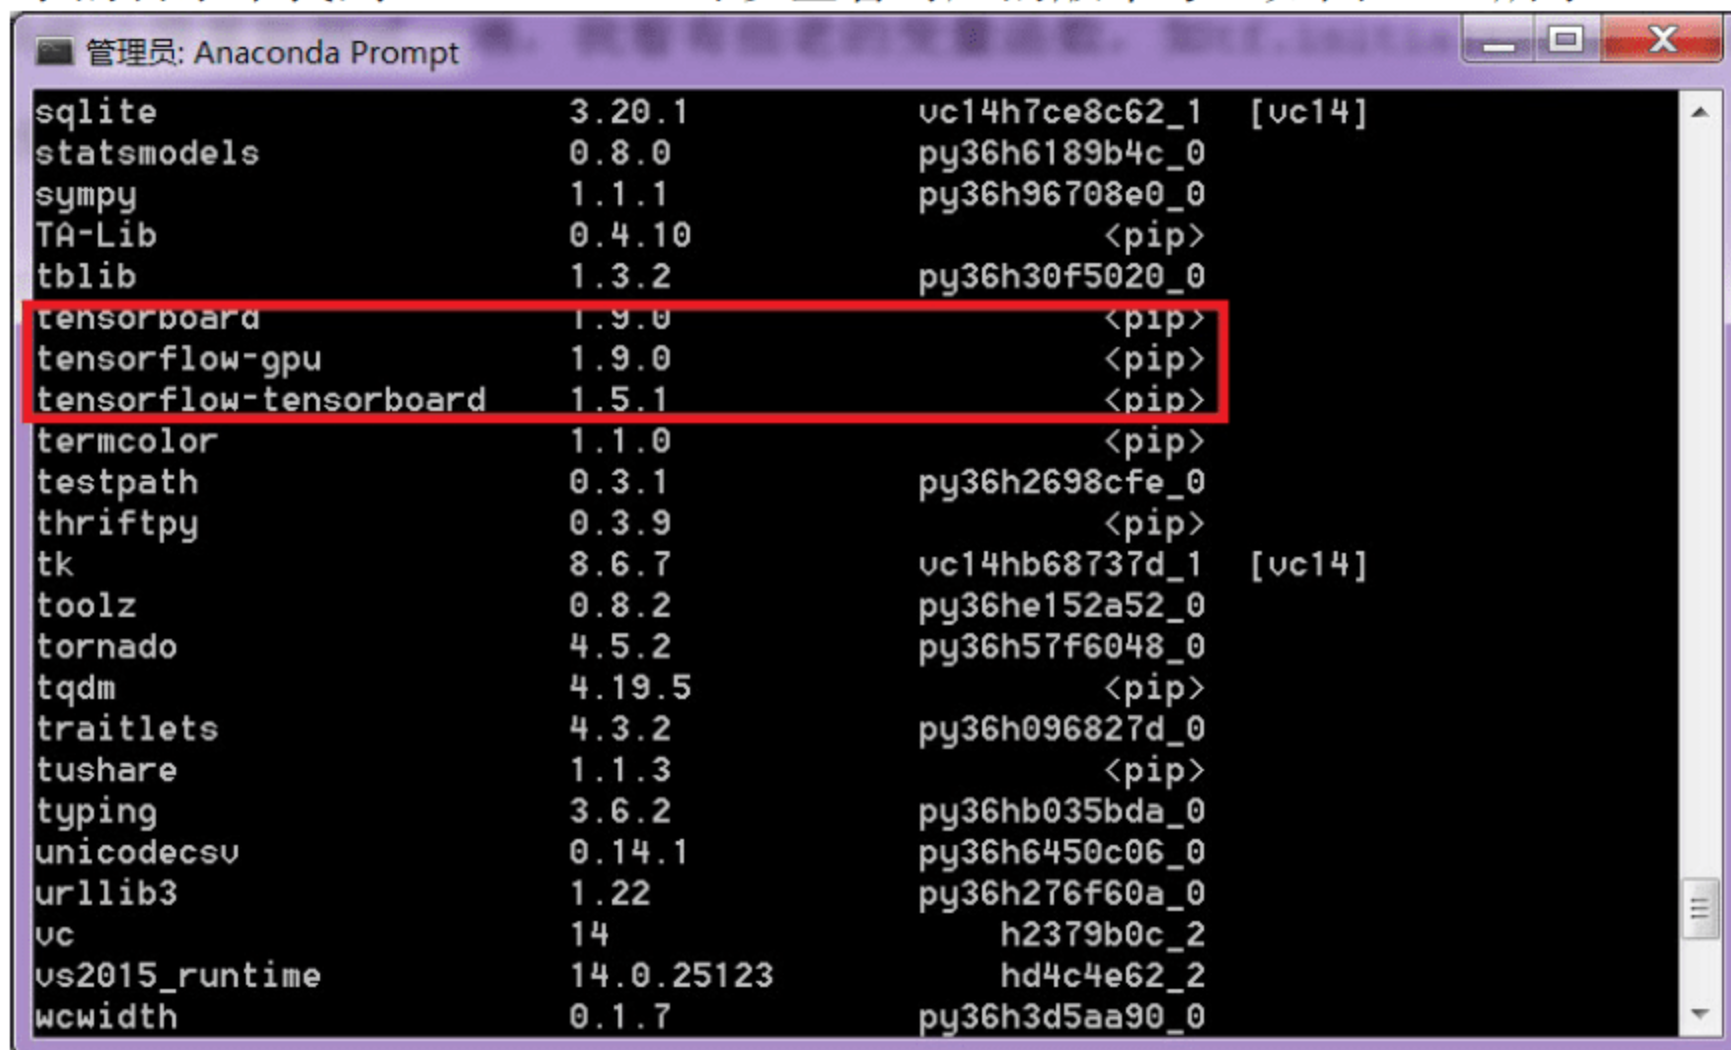 管理员: Anaconda Prompt
sqlite 3.20.1 vc14h7ce8c62_1 [vc14]
statsmodels 0.8.0 py36h6189b4c_0
sympy 1.1.1 py36h96708e0_0
TA-Lib 0.4.10 <pip>
tblib 1.3.2 py36h30f5020_0
tensorboard 1.9.0 <pip>
tensorflow-gpu 1.9.0 <pip>
tensorflow-tensorboard 1.5.1 <pip>
termcolor 1.1.0 <pip>
testpath 0.3.1 py36h2698cfe_0
thriftpy 0.3.9 <pip>
tk 8.6.7 vc14hb68737d_1 [vc14]
toolz 0.8.2 py36he152a52_0
tornado 4.5.2 py36h57f6048_0
tqdm 4.19.5 <pip>
traitlets 4.3.2 py36h096827d_0
tushare 1.1.3 <pip>
typing 3.6.2 py36hb035bda_0
unicodecsv 0.14.1 py36h6450c06_0
urllib3 1.22 py36h276f60a_0
vc 14 h2379b0c_2
vs2015_runtime 14.0.25123 hd4c4e62_2
wcwidth 0.1.7 py36h3d5aa90_0